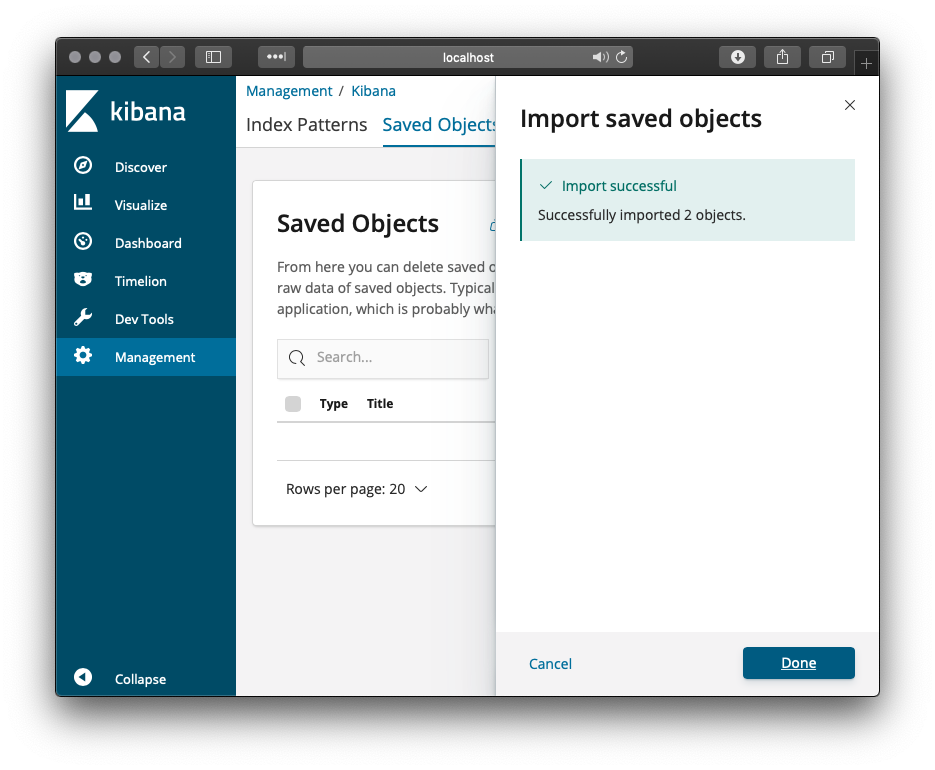 localhost
kibana
Discover
Visualize
Dashboard
Timelion
Dev Tools
Management
Collapse
Management / Kibana
Index Patterns Saved Objects
Saved Objects
From here you can delete saved o
raw data of saved objects. Typical
application, which is probably wha
Search...
Type Title
Rows per page: 20
Import saved objects
Import successful
Successfully imported 2 objects.
Cancel
Done